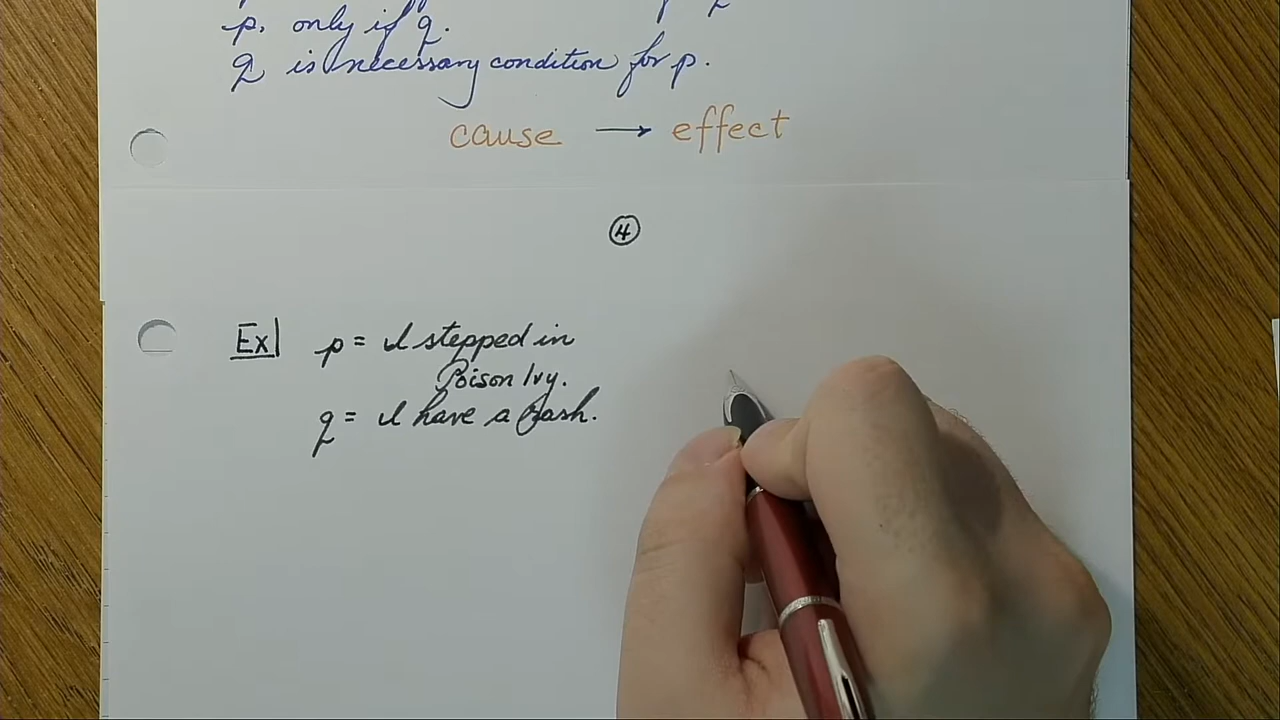 p, only if q.
q is necessary condition for p.
cause → effect
4
Ex p = I stepped in
Poison Ivy.
q = I have a Rash.